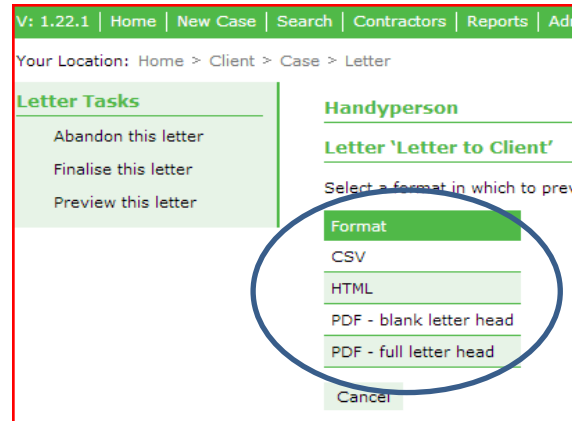 V: 1.22.1 | Home | New Case | Search | Contractors | Reports |
Your Location: Home > Client > Case > Letter
Letter Tasks
Abandon this letter
Finalise this letter
Preview this letter
Handyperson
Letter ‘Letter to Client’
Select a format in which to
Format
CSV
HTML
PDF - blank letter head
PDF - full letter head
Cancel